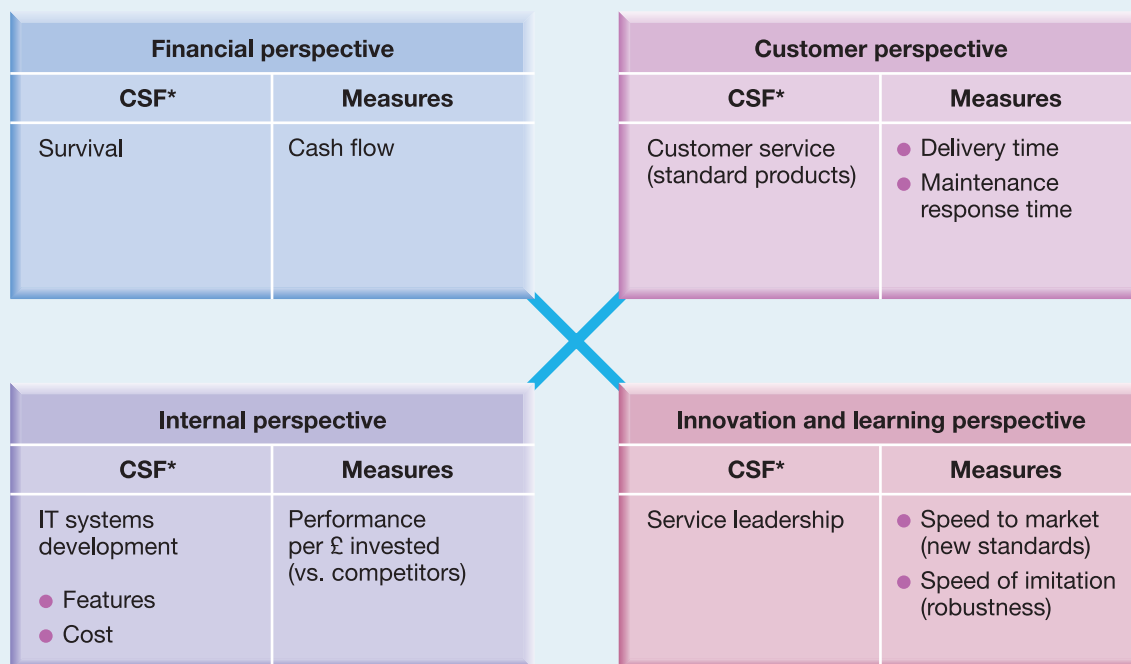 Financial perspective
CSF*
Measures
Survival
Cash flow
Customer perspective
CSF*
Measures
Customer service
(standard products)
● Delivery time
● Maintenance
response time
Internal perspective
CSF*
Measures
IT systems
development
● Features
● Cost
Performance
per £ invested
(vs. competitors)
Innovation and learning perspective
CSF*
Measures
Service leadership
● Speed to market
(new standards)
● Speed of imitation
(robustness)